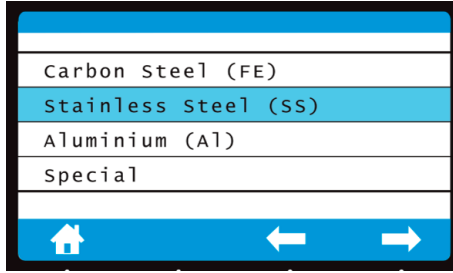 Carbon Steel (FE)
Stainless Steel (SS)
Aluminium (Al)
Special